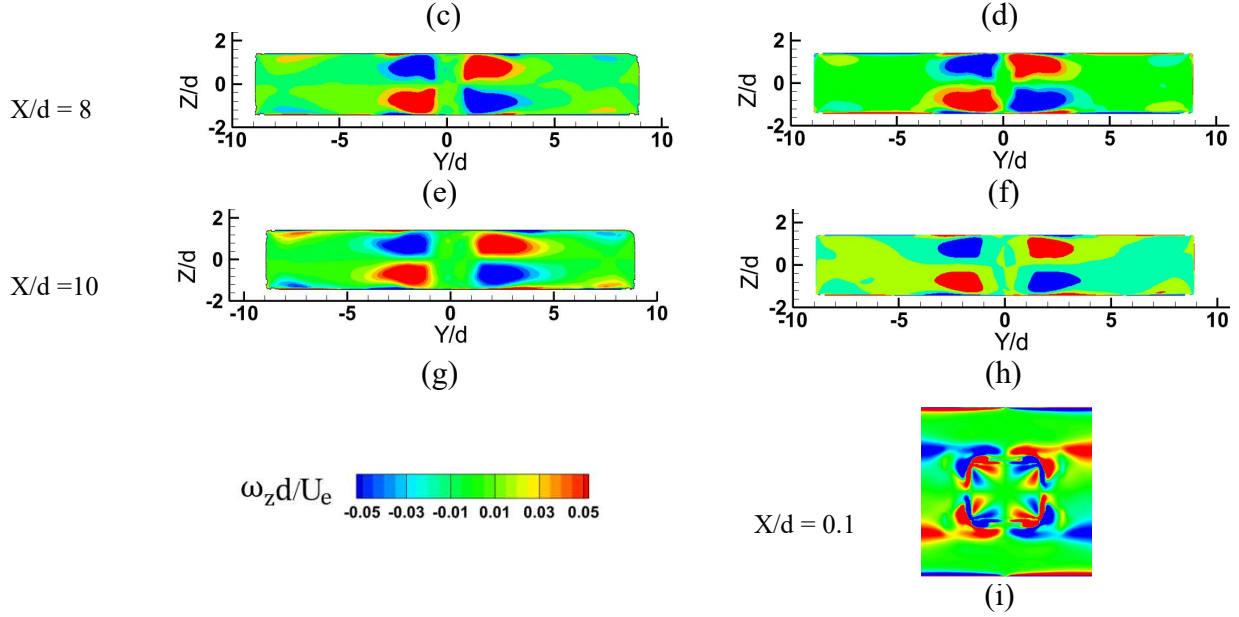 (c) (d)
2 2
Z/d 0 Z/d 0
X/d = 8
-2 -2
-10 -5 0 5 10 -10 -5 0 5 10
Y/d Y/d
(e) (f)
2 2
Z/d 0 Z/d 0
X/d =10
-2 -2
-10 -5 0 5 10 -10 -5 0 5 10
Y/d Y/d
(g) (h)
ω_zd/U_e
-0.05 -0.03 -0.01 0.01 0.03 0.05
X/d = 0.1
(i)